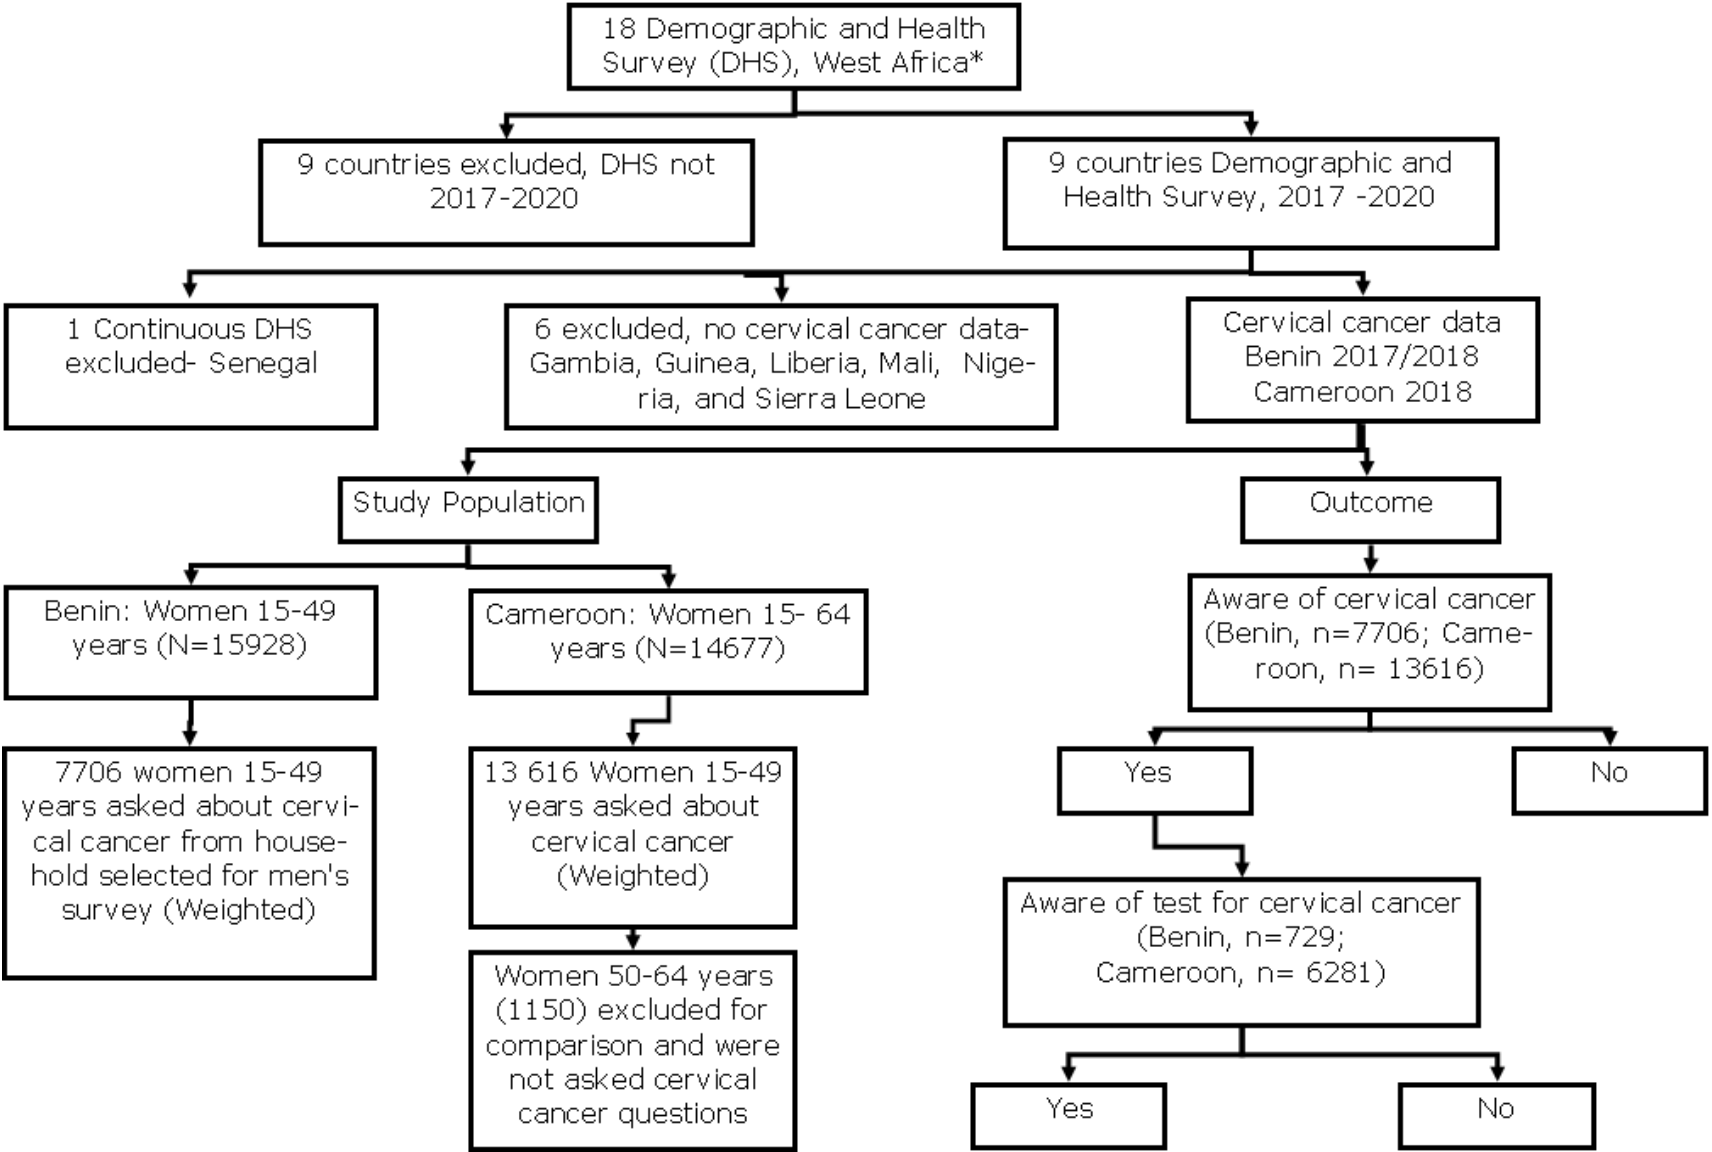 18 Demographic and Health
Survey (DHS), West Africa*
9 countries excluded, DHS not
2017-2020
9 countries Demographic and
Health Survey, 2017 -2020
1 Continuous DHS
excluded- Senegal
6 excluded, no cervical cancer data-
Gambia, Guinea, Liberia, Mali, Nige-
ria, and Sierra Leone
Cervical cancer data
Benin 2017/2018
Cameroon 2018
Study Population
Outcome
Benin: Women 15-49
years (N=15928)
Cameroon: Women 15- 64
years (N=14677)
Aware of cervical cancer
(Benin, n=7706; Came-
roon, n= 13616)
7706 women 15-49
years asked about cervi-
cal cancer from house-
hold selected for men's
survey (Weighted)
13 616 Women 15-49
years asked about
cervical cancer
(Weighted)
Yes
No
Aware of test for cervical cancer
(Benin, n=729;
Cameroon, n= 6281)
Women 50-64 years
(1150) excluded for
comparison and were
not asked cervical
cancer questions
Yes
No